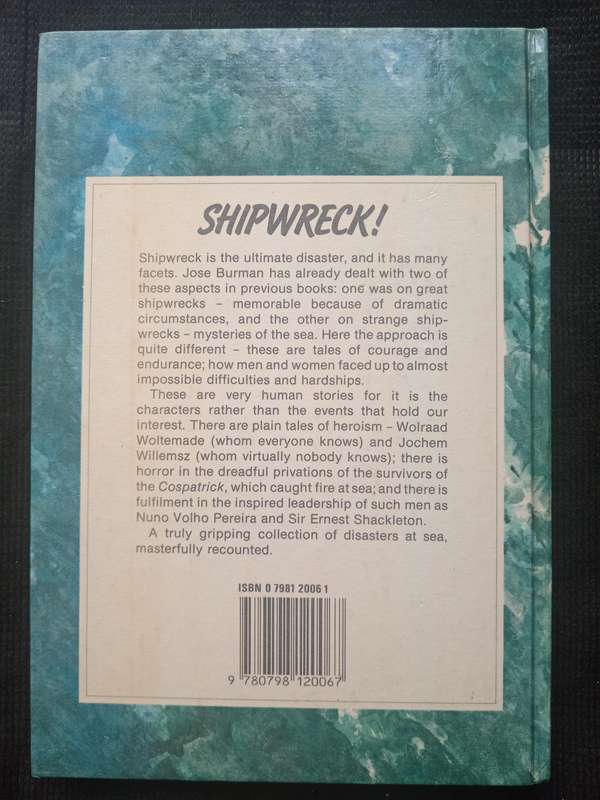 SHIPWRECK!
Shipwreck is the ultimate disaster, and it has many
facets. Jose Burman has already dealt with two of
these aspects in previous books: one was on great
shipwrecks – memorable because of dramatic
circumstances, and the other on strange ship-
wrecks – mysteries of the sea. Here the approach is
quite different – these are tales of courage and
endurance; how men and women faced up to almost
impossible difficulties and hardships.
These are very human stories for it is the
characters rather than the events that hold our
interest. There are plain tales of heroism – Wolraad
Woltemade (whom everyone knows) and Jochem
Willemsz (whom virtually nobody knows); there is
horror in the dreadful privations of the survivors of
the Cospatrick, which caught fire at sea; and there is
fulfilment in the inspired leadership of such men as
Nuno Volho Pereira and Sir Ernest Shackleton.
A truly gripping collection of disasters at sea,
masterfully recounted.
ISBN 0 7981 2006 1
9 780798 120067